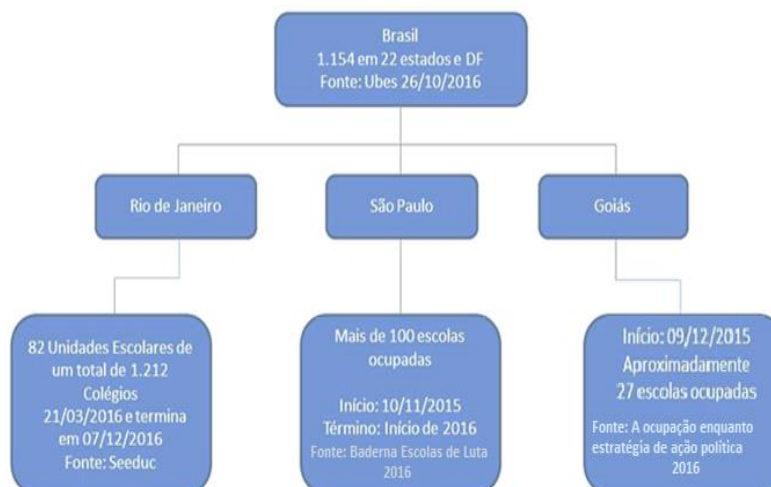 Brasil
1.154 em 22 estados e DF
Fonte: Ubes 26/10/2016
Rio de Janeiro
São Paulo
Goiás
82 Unidades Escolares de
um total de 1.212
Colégios
21/03/2016 e termina
em 07/12/2016
Fonte: Seeduc
Mais de 100 escolas
ocupadas
Início: 10/11/2015
Término: Início de 2016
Fonte: Baderna Escolas de Luta
2016
Início: 09/12/2015
Aproximadamente
27 escolas ocupadas
Fonte: A ocupação enquanto
estratégia de ação política
2016